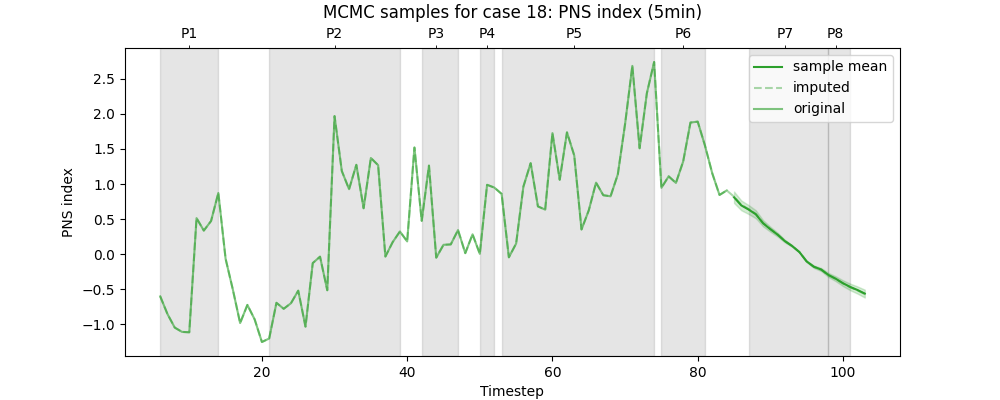 MCMC samples for case 18: PNS index (5min)
P1 P2 P3 P4 P5 P6 P7 P8
sample mean
imputed
original
2.5
2.0
1.5
1.0
0.5
0.0
−0.5
−1.0
PNS index
20 40 60 80 100
Timestep